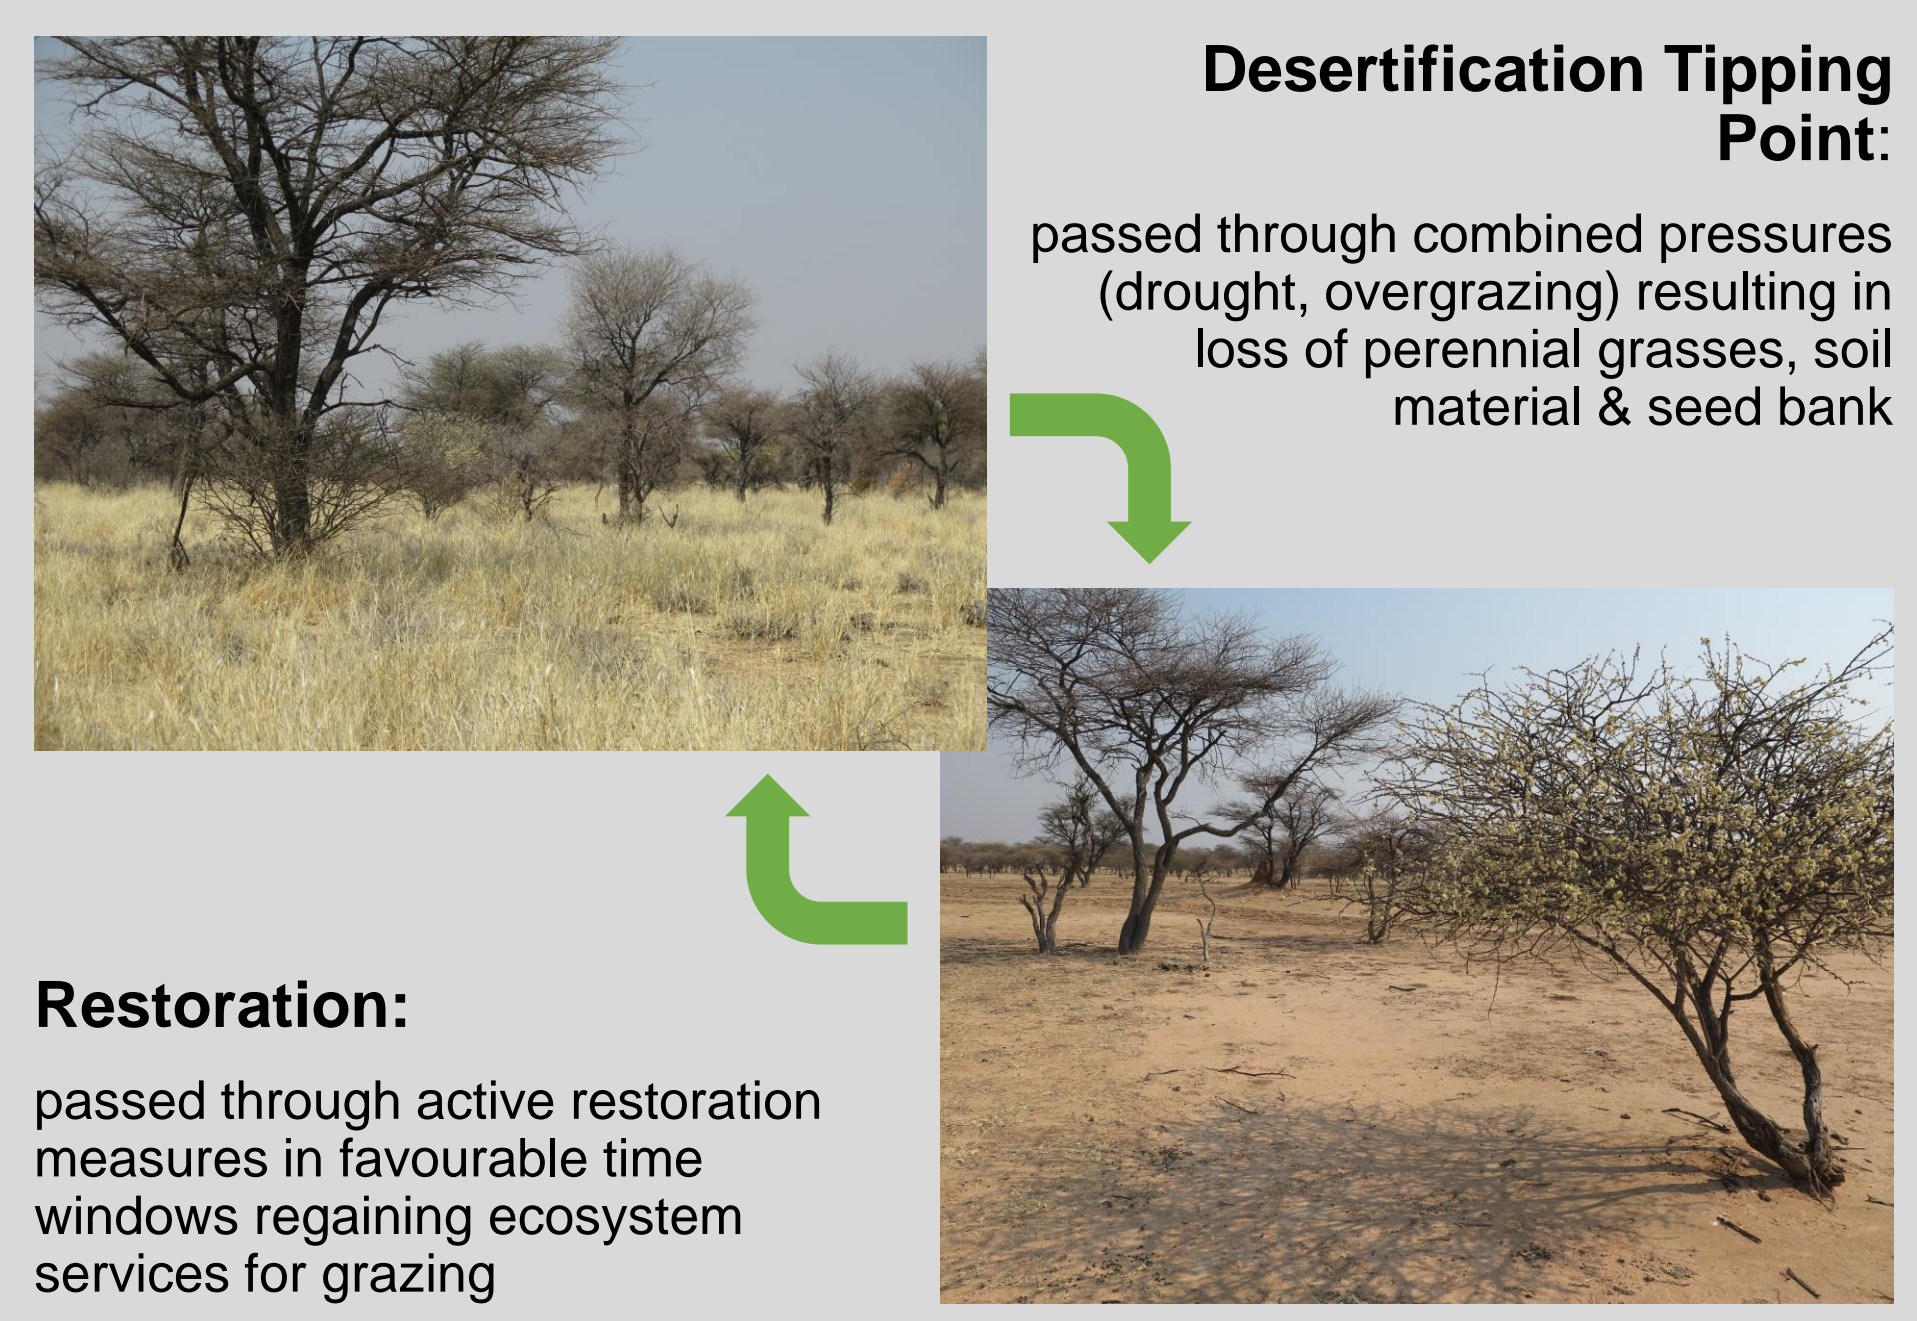 Desertification Tipping
Point:
passed through combined pressures
(drought, overgrazing) resulting in
loss of perennial grasses, soil
material & seed bank
Restoration:
passed through active restoration
measures in favourable time
windows regaining ecosystem
services for grazing